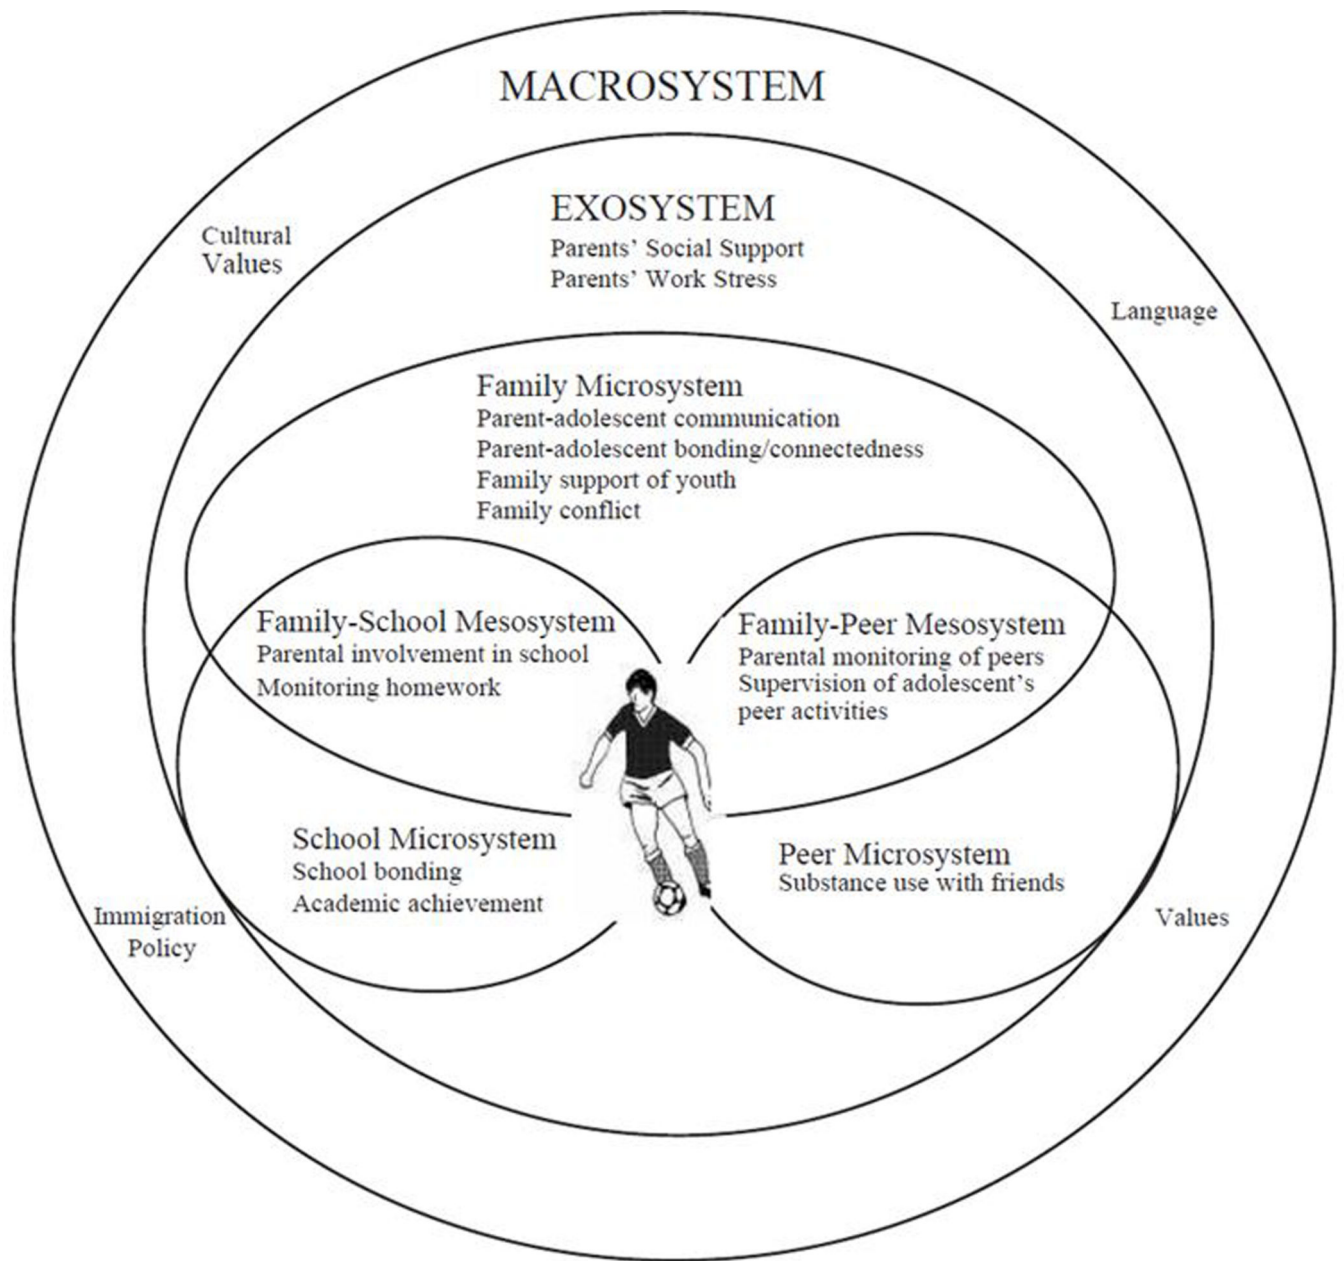 MACROSYSTEM
EXOSYSTEM
Parents’ Social Support
Parents’ Work Stress
Cultural
Values
Language
Family Microsystem
Parent-adolescent communication
Parent-adolescent bonding/connectedness
Family support of youth
Family conflict
Family-School Mesosystem
Parental involvement in school
Monitoring homework
Family-Peer Mesosystem
Parental monitoring of peers
Supervision of adolescent’s
peer activities
School Microsystem
School bonding
Academic achievement
Peer Microsystem
Substance use with friends
Immigration
Policy
Values